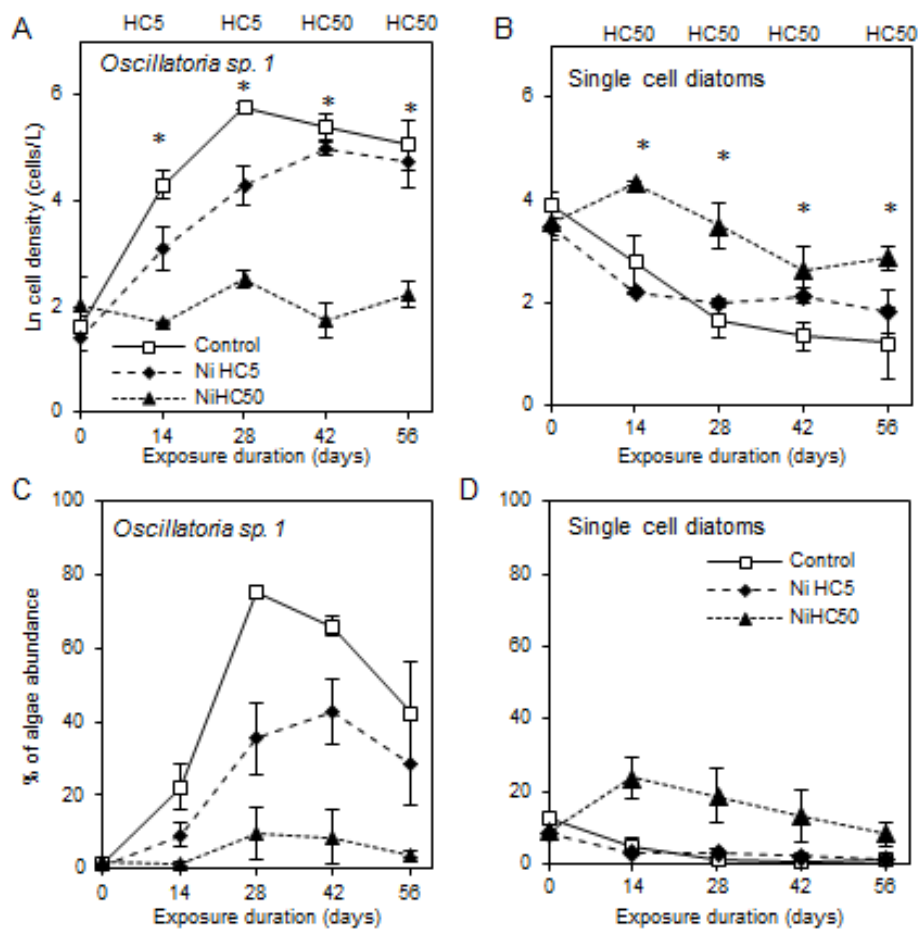 A HC5 HC5 HC50 HC50
Oscillatoria sp. 1
* * * *
Ln cell density (cells/L)
6
4
2
0
Control
Ni HC5
NiHC50
0 14 28 42 56
Exposure duration (days)
B HC50 HC50 HC50 HC50
Single cell diatoms
* * * *
6
4
2
0
0 14 28 42 56
Exposure duration (days)
C
Oscillatoria sp. 1
% of algae abundance
100
80
60
40
20
0
0 14 28 42 56
Exposure duration (days)
D
Single cell diatoms
Control
Ni HC5
NiHC50
100
80
60
40
20
0
0 14 28 42 56
Exposure duration (days)